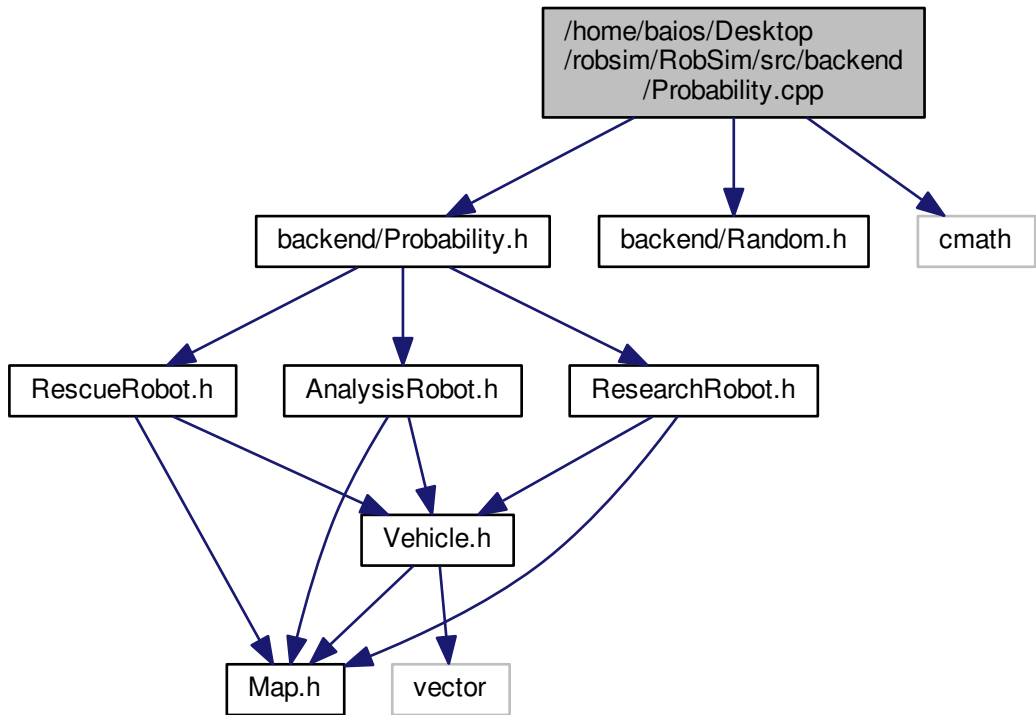 /home/baios/Desktop
/robsim/RobSim/src/backend
/Probability.cpp
backend/Probability.h
backend/Random.h
cmath
RescueRobot.h
AnalysisRobot.h
ResearchRobot.h
Vehicle.h
Map.h
vector